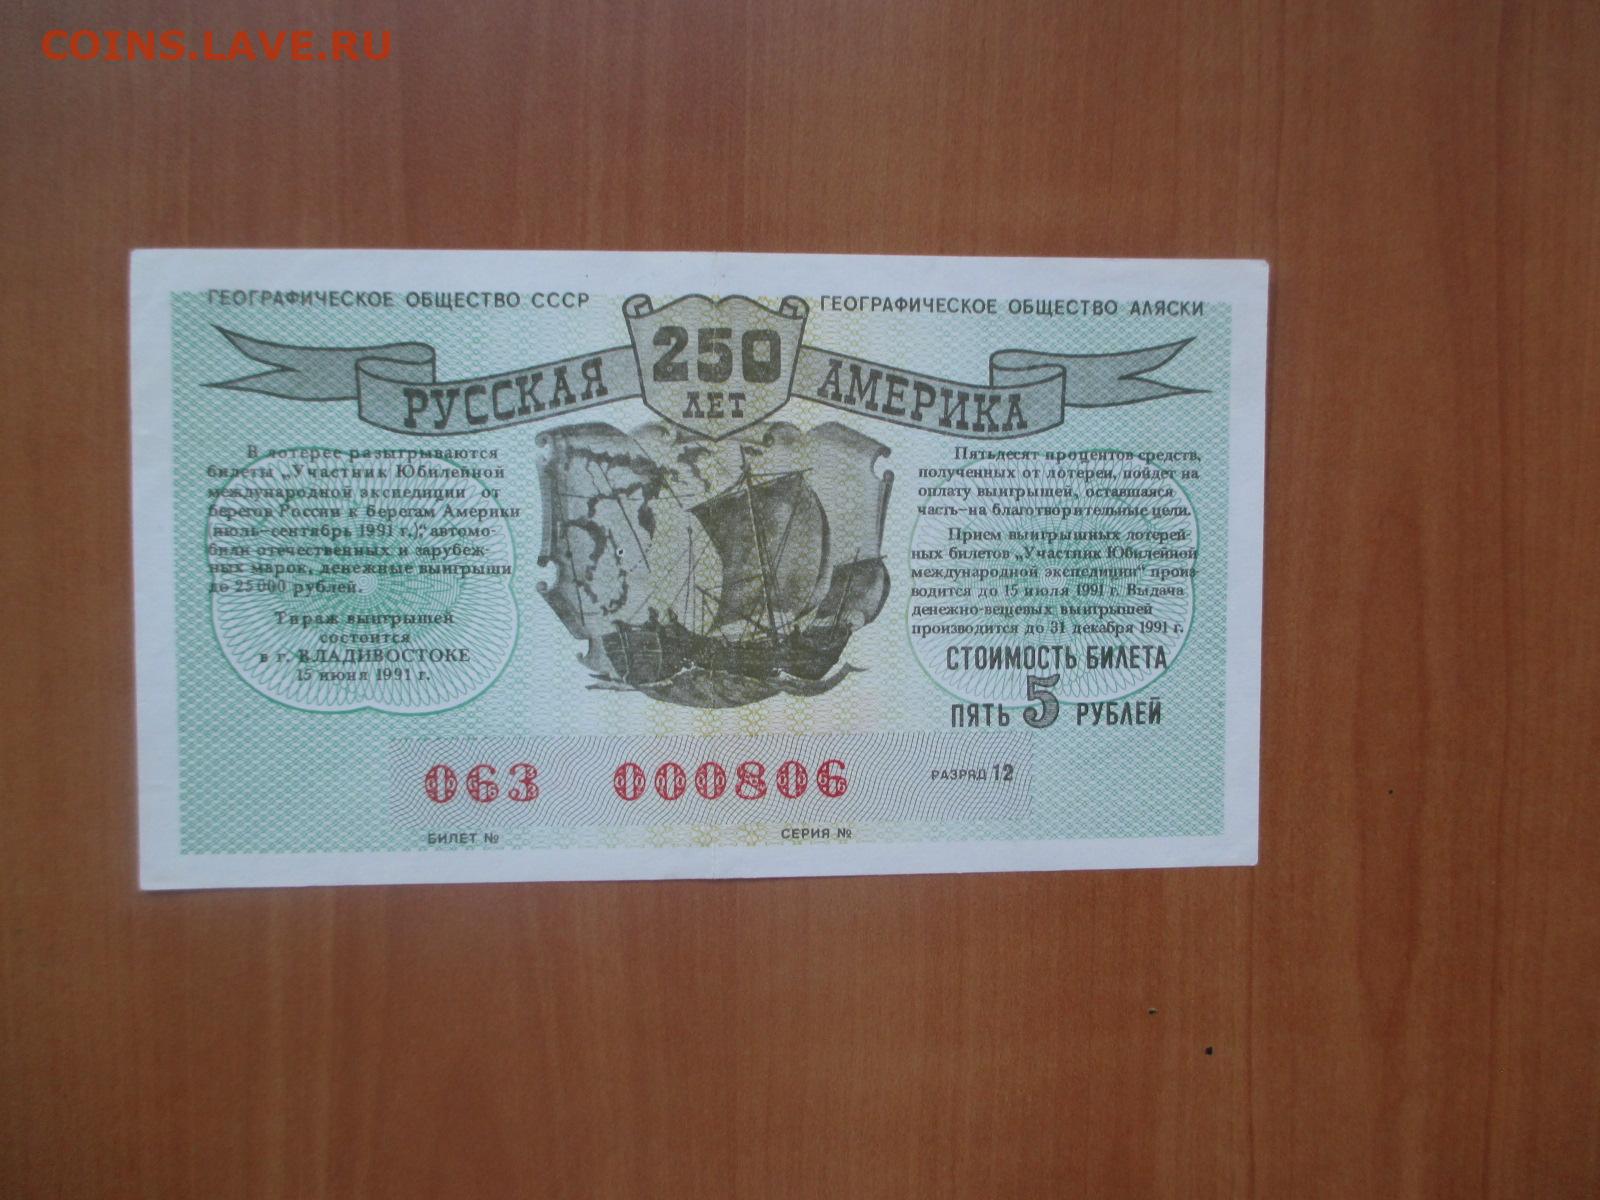 COINS.LAVE.RU
ГЕОГРАФИЧЕСКОЕ ОБЩЕСТВО СССР
ГЕОГРАФИЧЕСКОЕ ОБЩЕСТВО АЛЯСКИ
РУССКАЯ
250
ЛЕТ
АМЕРИКА
В лотерее разыгрываются
билеты „Участник Юбилейной
международной экспедиции от
берегов России к берегам Америки
(июль–сентябрь 1991 г.)“, автомо-
били отечественных и зарубеж-
ных марок, денежные выигрыши
до 25 000 рублей.
Тираж выигрышей
состоится
в г. ВЛАДИВОСТОКЕ
15 июня 1991 г.
Пятьдесят процентов средств,
полученных от лотереи, пойдет на
оплату выигрышей, оставшаяся
часть–на благотворительные цели.
Прием выигрышных лотерей-
ных билетов „Участник Юбилейной
международной экспедиции“ произ-
водится до 15 июля 1991 г. Выдача
денежно-вещевых выигрышей
производится до 31 декабря 1991 г.
СТОИМОСТЬ БИЛЕТА
ПЯТЬ 5 РУБЛЕЙ
063 000806 РАЗРЯД 12
БИЛЕТ № СЕРИЯ №